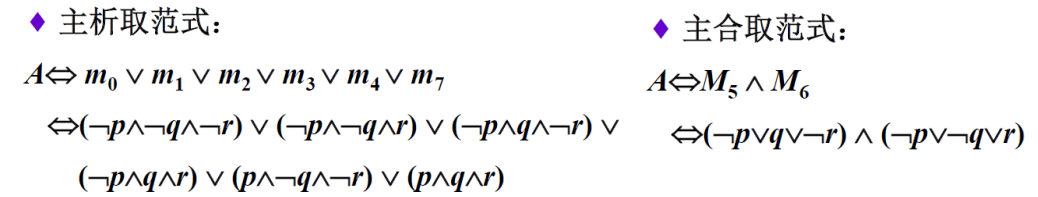 ♦ 主析取范式：
A⇔ m₀ ∨ m₁ ∨ m₂ ∨ m₃ ∨ m₄ ∨ m₇
⇔(¬p∧¬q∧¬r) ∨ (¬p∧¬q∧r) ∨ (¬p∧q∧¬r) ∨
(¬p∧q∧r) ∨ (p∧¬q∧¬r) ∨ (p∧q∧r)
♦ 主合取范式：
A⇔M₅ ∧ M₆
⇔(¬p∨q∨¬r) ∧ (¬p∨¬q∨r)